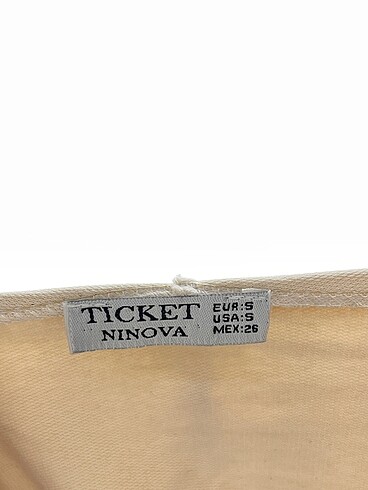 TICKET
NINOVA
EUR:S
USA:S
MEX:26